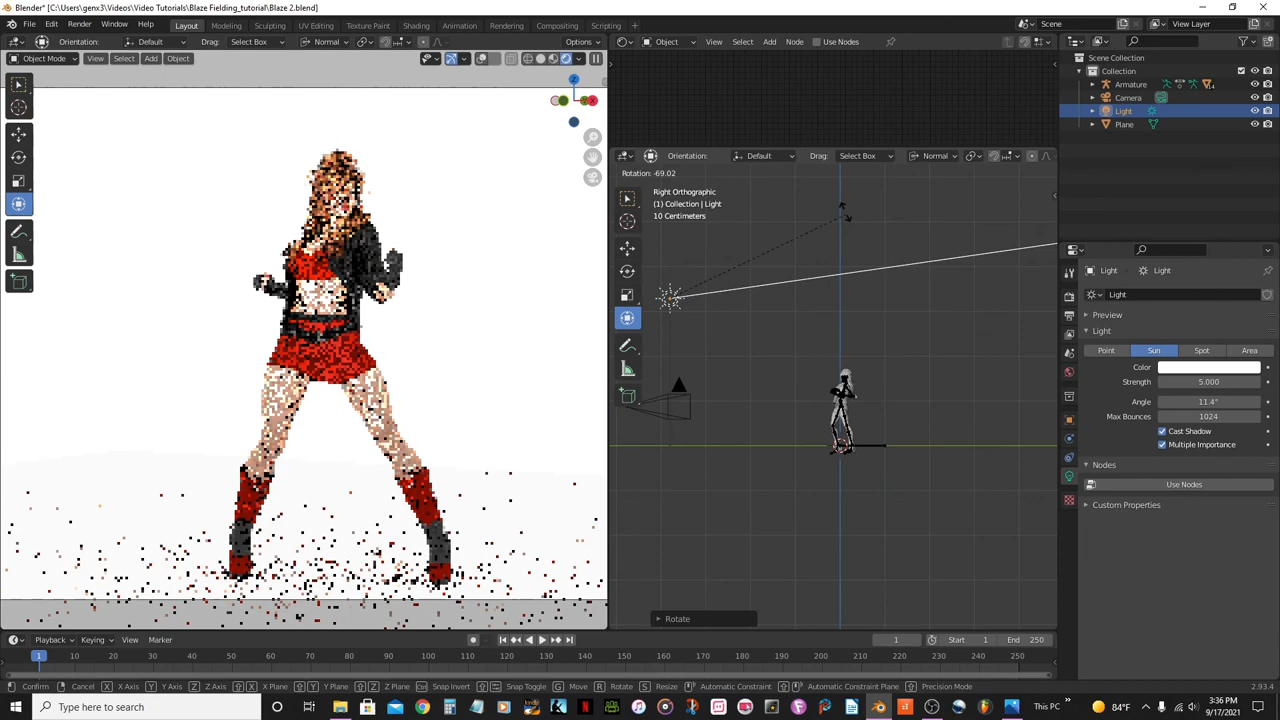 Blender* [C:\Users\genx3\Video Tutorials\Blaze Fielding_tutorial\Blaze 2.blend]
File Edit Render Window Help Layout Modeling Sculpting UV Editing Texture Paint Shading Animation Rendering Compositing Scripting + Scene View Layer
Orientation: Default Drag: Select Box Normal Options
Object View Select Add Node Use Nodes
Object Mode View Select Add Object
Scene Collection
Collection
Armature 14
Camera
Light
Plane
Z
Y X
Orientation: Default Drag: Select Box Normal
Rotation: -69.02
Right Orthographic
(1) Collection | Light
10 Centimeters
Rotate
Light Light
Light
Preview
Light
Point Sun Spot Area
Color
Strength 5.000
Angle 11.4°
Max Bounces 1024
Cast Shadow
Multiple Importance
Nodes
Use Nodes
Custom Properties
Playback Keying View Marker 1 Start 1 End 250
1 10 20 30 40 50 60 70 80 90 100 110 120 130 140 150 160 170 180 190 200 210 220 230 240 250
Confirm Cancel X X Axis Y Y Axis Z Z Axis X X Plane Y Y Plane Z Z Plane Ctrl Snap Invert Snap Toggle G Move R Rotate S Resize Automatic Constraint Automatic Constraint Plane Precision Mode 2.93.4
Type here to search This PC 84°F 3:36 PM
9/17/2021